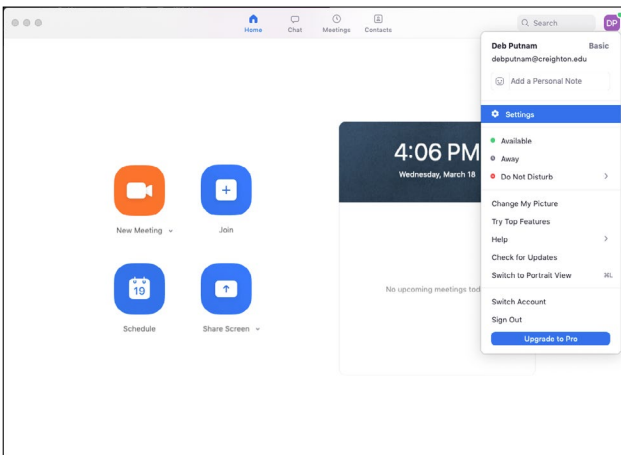 Home
Chat
Meetings
Contacts
Search
DP
Deb Putnam Basic
debputnam@creighton.edu
Add a Personal Note
Settings
Available
Away
Do Not Disturb
Change My Picture
Try Top Features
Help
Check for Updates
Switch to Portrait View ⌘L
Switch Account
Sign Out
Upgrade to Pro
4:06 PM
Wednesday, March 18
No upcoming meetings tod
New Meeting
Join
19
Schedule
Share Screen